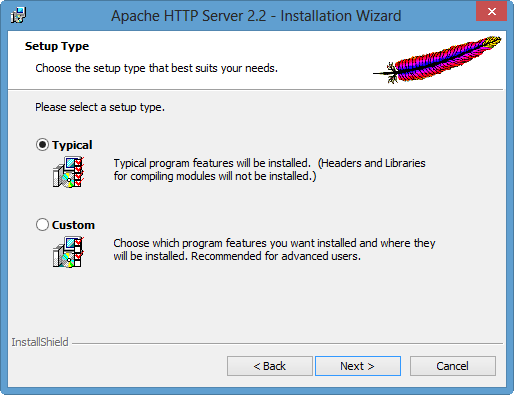 Apache HTTP Server 2.2 - Installation Wizard
Setup Type
Choose the setup type that best suits your needs.
Please select a setup type.
Typical
Typical program features will be installed.  (Headers and Libraries
for compiling modules will not be installed.)
Custom
Choose which program features you want installed and where they
will be installed. Recommended for advanced users.
InstallShield
< Back
Next >
Cancel